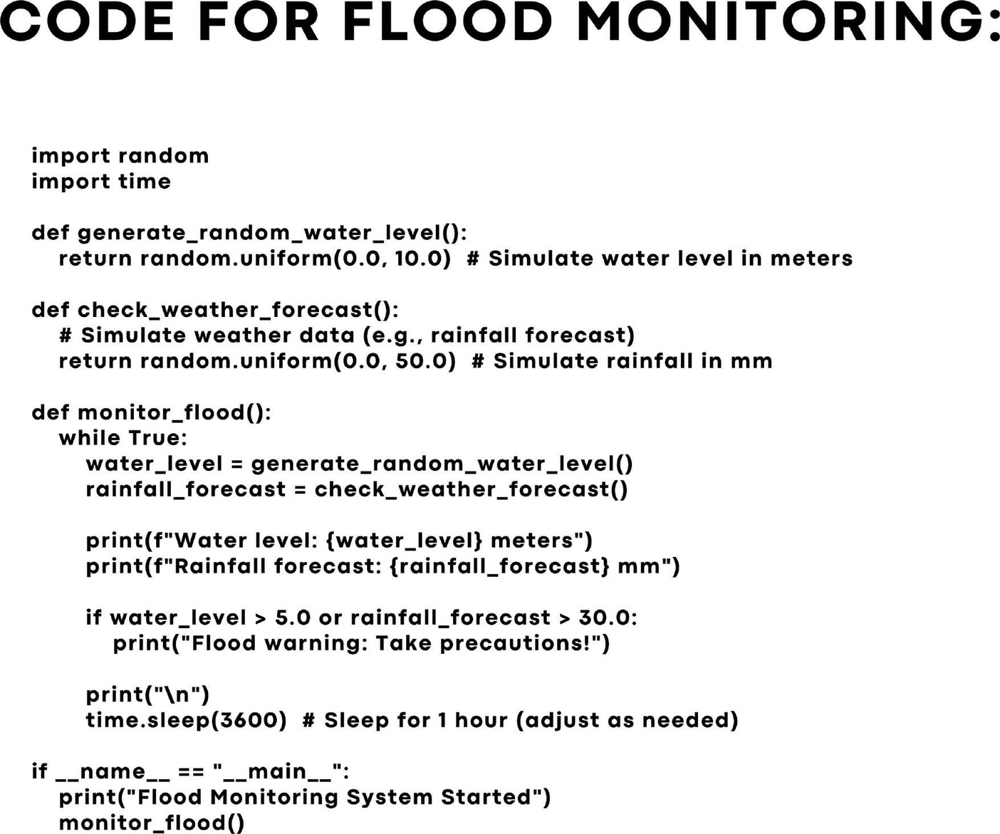 CODE FOR FLOOD MONITORING:
import random
import time
def generate_random_water_level():
    return random.uniform(0.0, 10.0)  # Simulate water level in meters
def check_weather_forecast():
    # Simulate weather data (e.g., rainfall forecast)
    return random.uniform(0.0, 50.0)  # Simulate rainfall in mm
def monitor_flood():
    while True:
        water_level = generate_random_water_level()
        rainfall_forecast = check_weather_forecast()
        print(f"Water level: {water_level} meters")
        print(f"Rainfall forecast: {rainfall_forecast} mm")
        if water_level > 5.0 or rainfall_forecast > 30.0:
            print("Flood warning: Take precautions!")
        print("\n")
        time.sleep(3600)  # Sleep for 1 hour (adjust as needed)
if __name__ == "__main__":
    print("Flood Monitoring System Started")
    monitor_flood()